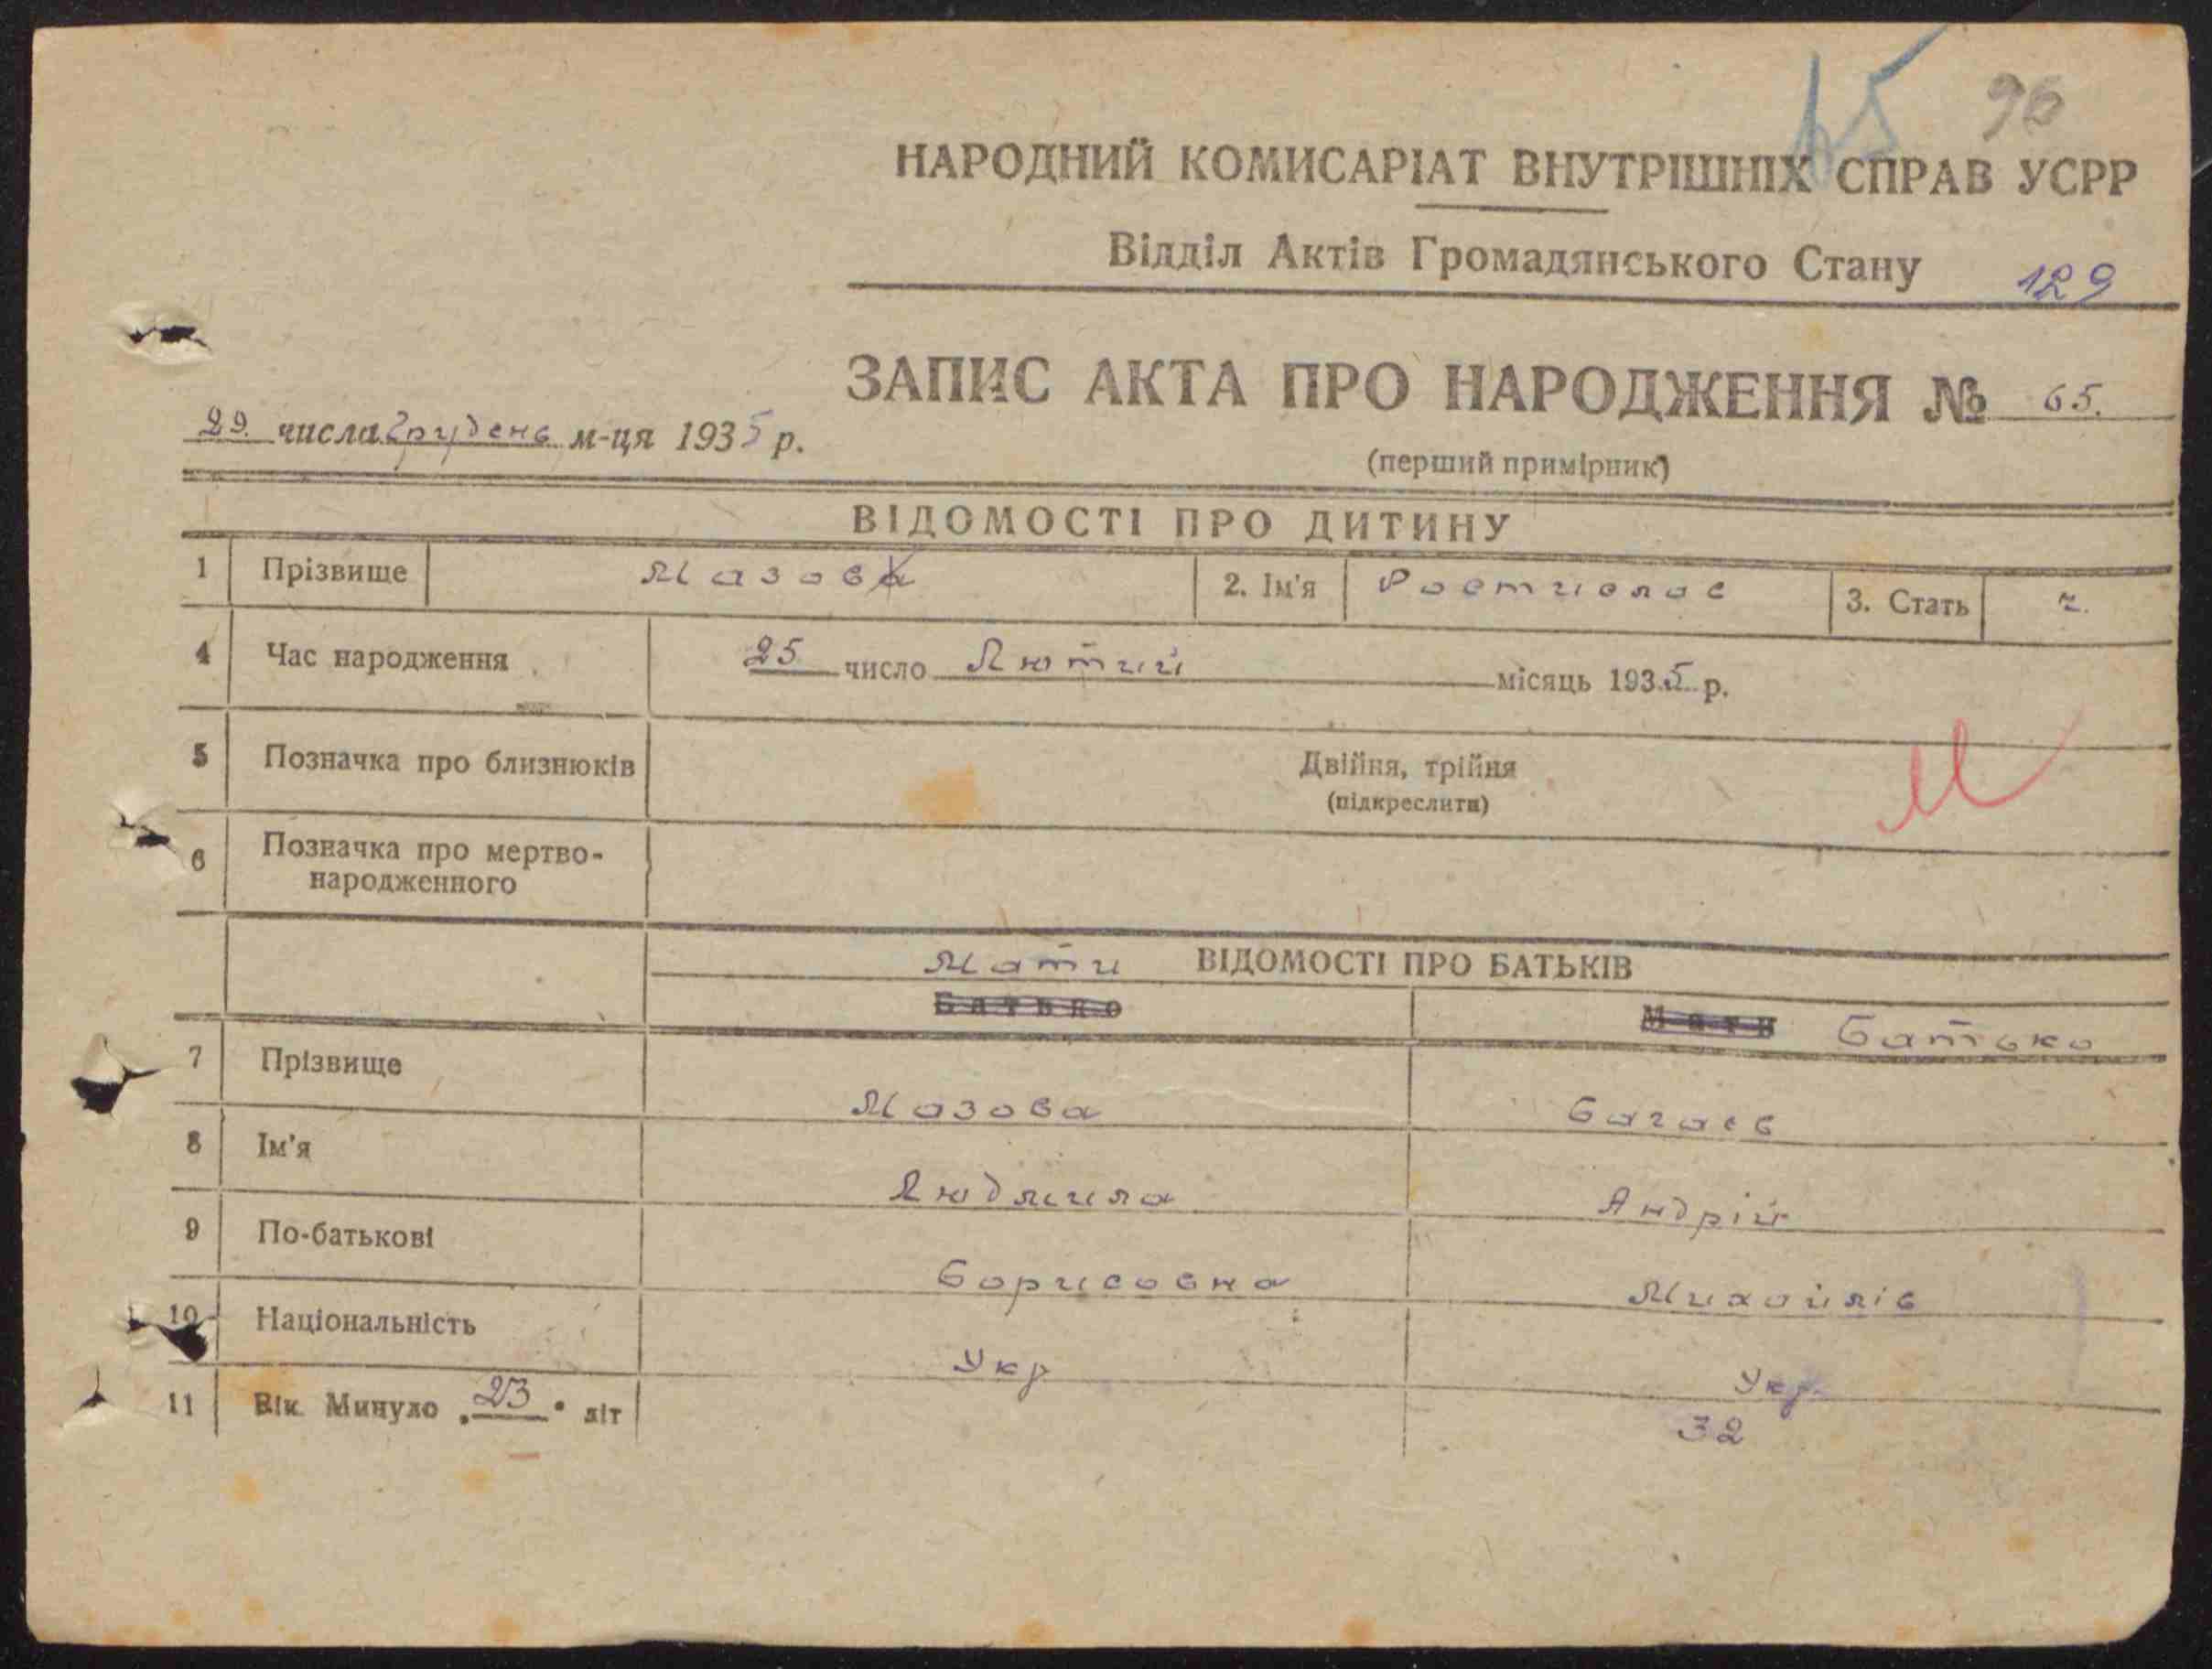 65 96
НАРОДНИЙ КОМИСАРІАТ ВНУТРІШНІХ СПРАВ УСРР
Відділ Актів Громадянського Стану 129
ЗАПИС АКТА ПРО НАРОДЖЕННЯ № 65.
29. числа грудень м-ця 1935 р.
(перший примірник)
ВІДОМОСТІ ПРО ДИТИНУ
1 Прізвище Мазова 2. Ім'я Ростислав 3. Стать ч.
4 Час народження 25 число Лютий місяць 1935 р.
5 Позначка про близнюків Двійня, трійня
(підкреслити)
6 Позначка про мертво-
народженного
Мати ВІДОМОСТІ ПРО БАТЬКІВ
Батько Мати Батько
7 Прізвище Мазова Багаєв
8 Ім'я Людмила Андрій
9 По-батькові Борисовна Михайлів
10 Національність Укр Укр.
11 Вік. Минуло „23" літ 32